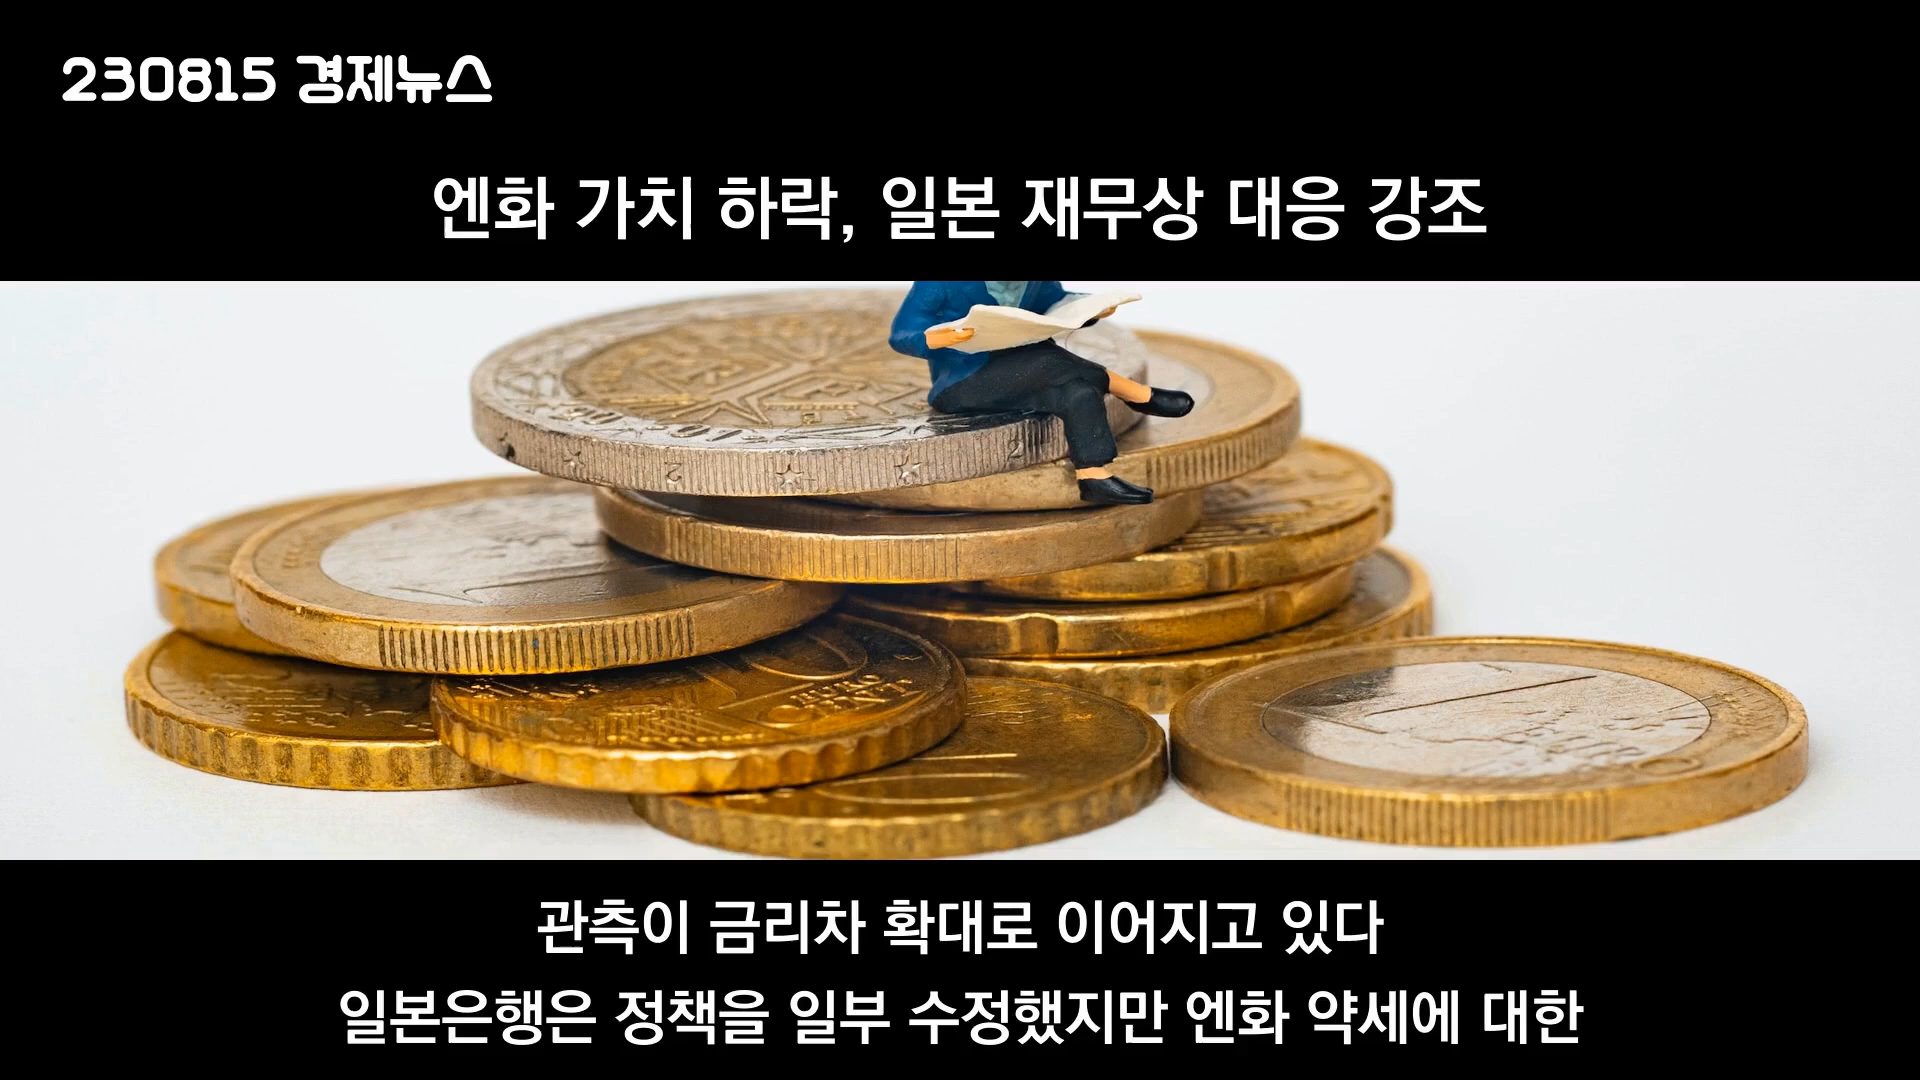 230815 경제뉴스
엔화 가치 하락, 일본 재무상 대응 강조
관측이 금리차 확대로 이어지고 있다
일본은행은 정책을 일부 수정했지만 엔화 약세에 대한